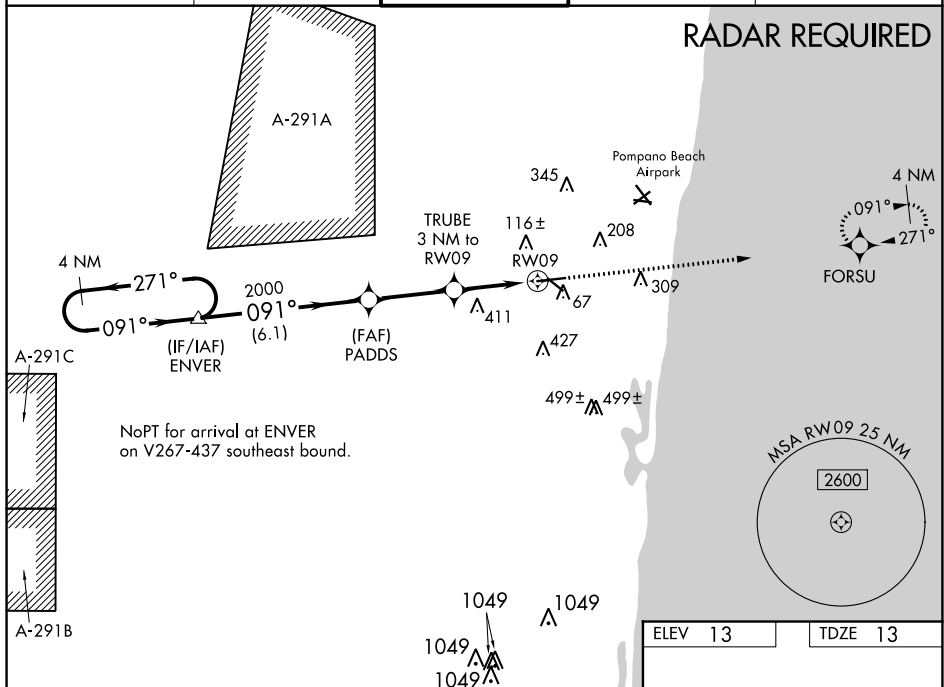 RADAR REQUIRED
A-291A
Pompano Beach
Airpark
345
4 NM
091°
271°
FORSU
TRUBE
3 NM to
RW09
116±
208
RW09
67
309
4 NM
271°
091°
2000
091°
(6.1)
411
(IF/IAF)
ENVER
(FAF)
PADDS
427
A-291C
499± 499±
NoPT for arrival at ENVER
on V267-437 southeast bound.
MSA RW09 25 NM
2600
A-291B
1049
1049
1049
1049
ELEV 13
TDZE 13